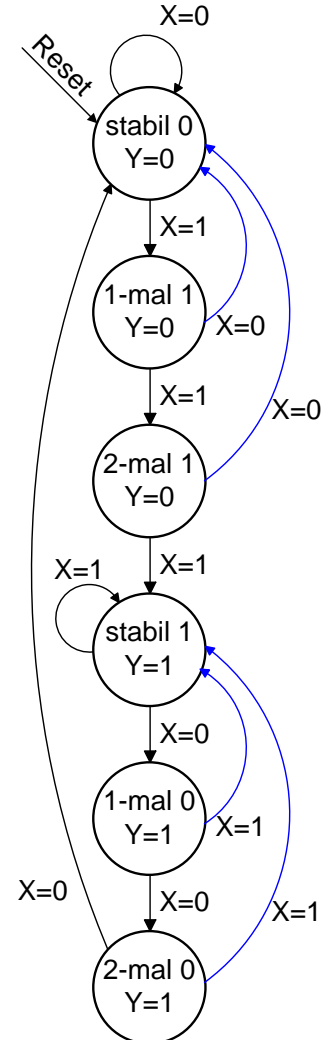 X=0
Reset
stabil 0
Y=0
X=1
1-mal 1
Y=0
X=0
X=1
2-mal 1
Y=0
X=0
X=1
X=1
stabil 1
Y=1
X=0
1-mal 0
Y=1
X=1
X=0
X=0
2-mal 0
Y=1
X=1